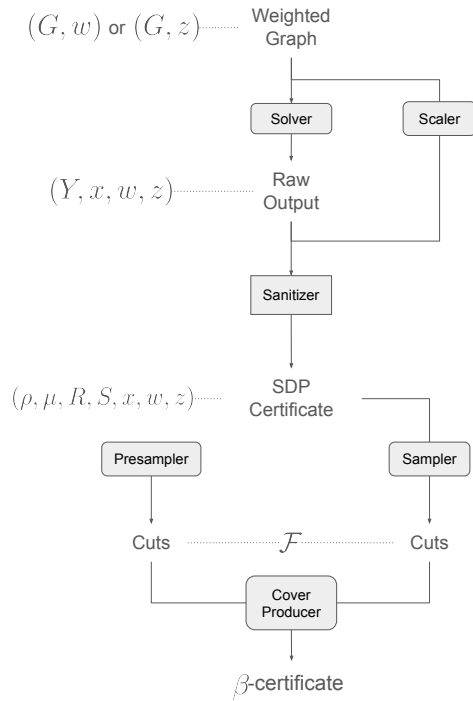 (G, w) or (G, z)
Weighted
Graph
Solver
Scaler
(Y, x, w, z)
Raw
Output
Sanitizer
(ρ, μ, R, S, x, w, z)
SDP
Certificate
Presampler
Sampler
Cuts
ℱ
Cuts
Cover
Producer
β-certificate